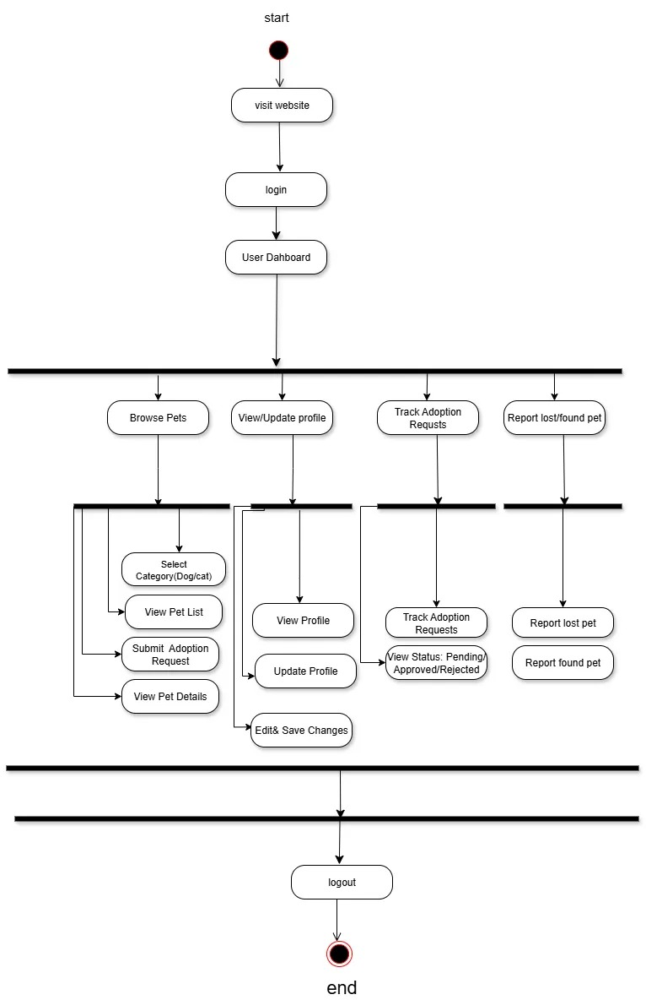 start
visit website
login
User Dahboard
Browse Pets
View/Update profile
Track Adoption
Requsts
Report lost/found pet
Select
Category(Dog/cat)
View Pet List
Submit  Adoption
Request
View Pet Details
View Profile
Update Profile
Edit& Save Changes
Track Adoption
Requests
View Status: Pending/
Approved/Rejected
Report lost pet
Report found pet
logout
end